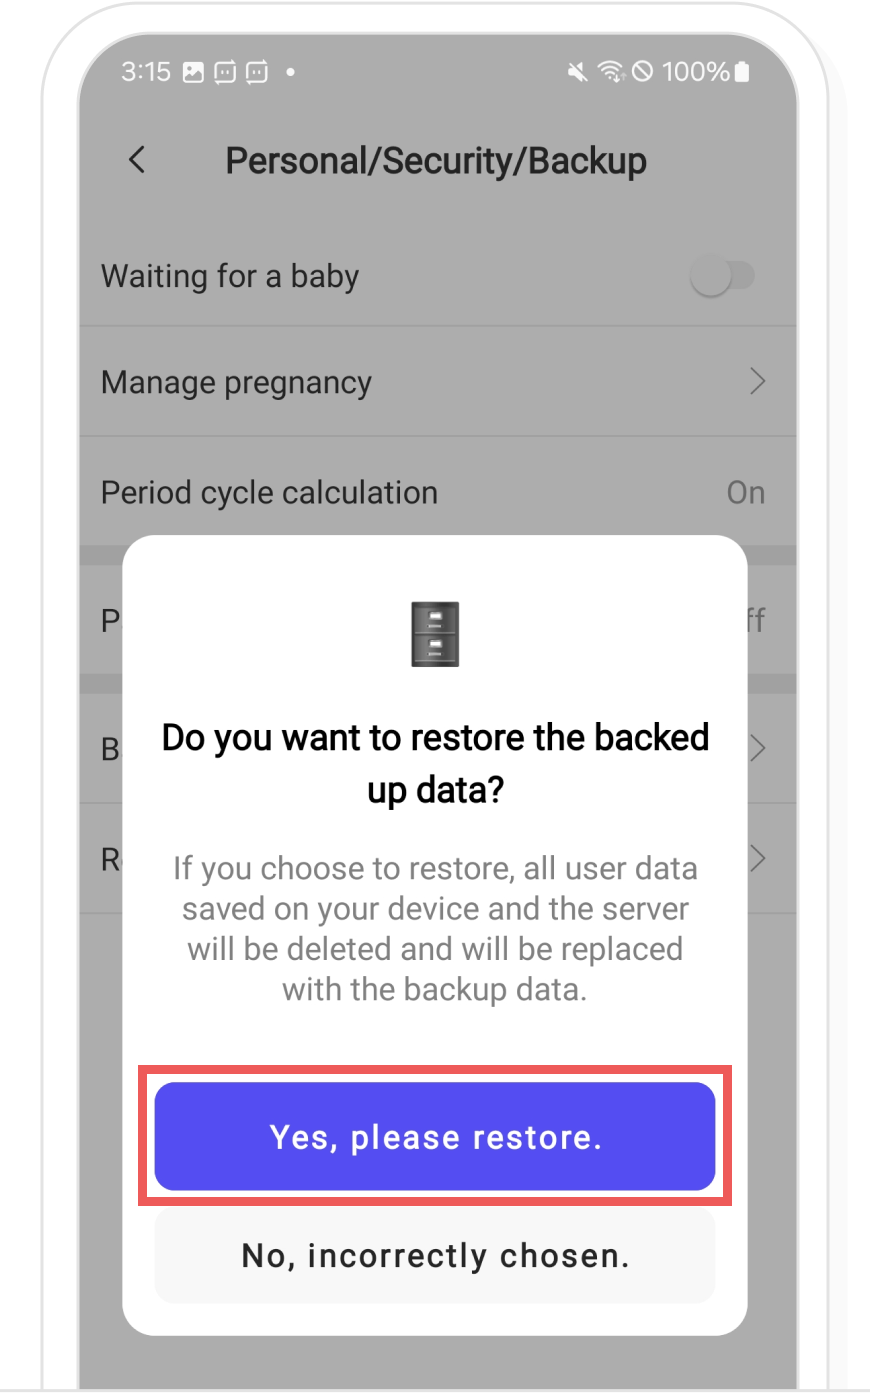 3:15
100%
Personal/Security/Backup
Waiting for a baby
Manage pregnancy
Period cycle calculation
On
Do you want to restore the backed
up data?
If you choose to restore, all user data
saved on your device and the server
will be deleted and will be replaced
with the backup data.
Yes, please restore.
No, incorrectly chosen.